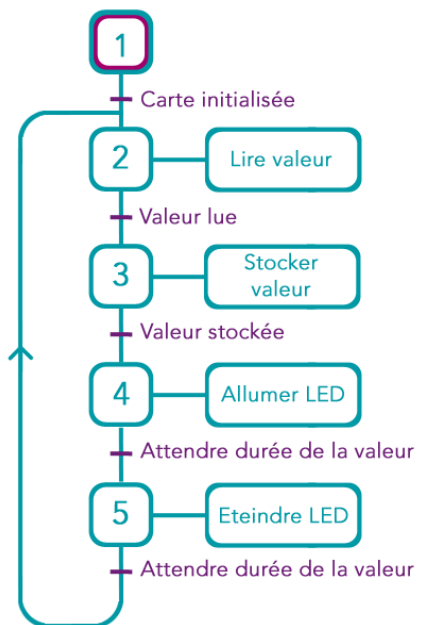 1
Carte initialisée
2
Lire valeur
Valeur lue
3
Stocker
valeur
Valeur stockée
4
Allumer LED
Attendre durée de la valeur
5
Eteindre LED
Attendre durée de la valeur